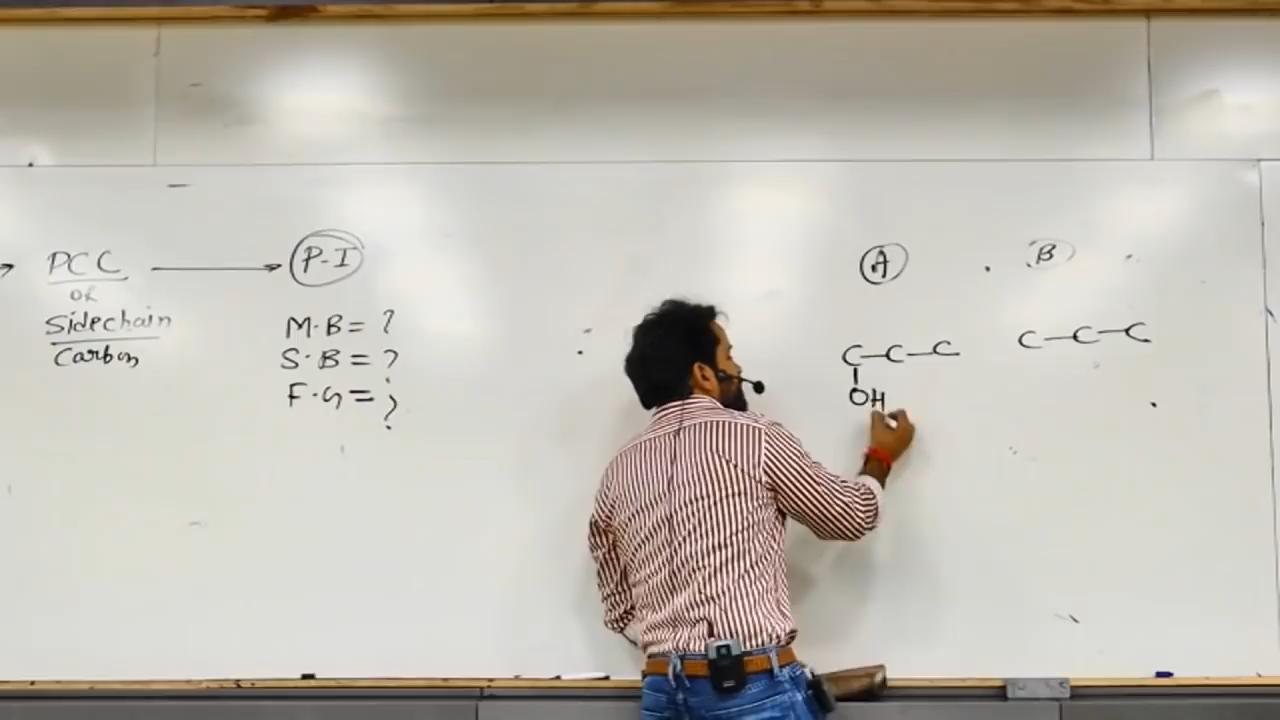 PCC
or
Sidechain
Carbon
P-I
M·B = ?
S·B = ?
F·G = ?
A
C-C-C
OH
B
C-C-C